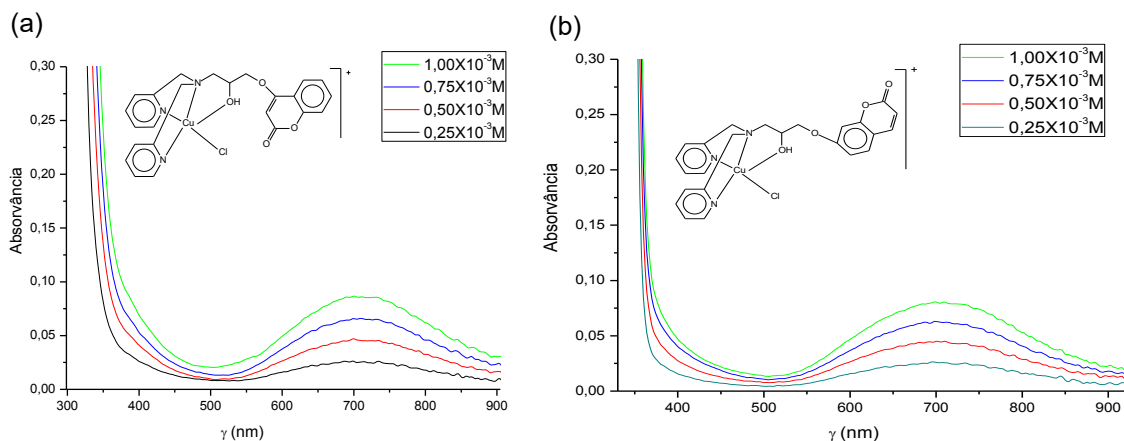 (a)
1,00X10⁻³M
0,75X10⁻³M
0,50X10⁻³M
0,25X10⁻³M
0,30
0,25
0,20
0,15
0,10
0,05
0,00
Absorvância
300 400 500 600 700 800 900
γ (nm)
N
O
OH
N
Cu
N
Cl
O
O
+
(b)
1,00X10⁻³M
0,75X10⁻³M
0,50X10⁻³M
0,25X10⁻³M
0,30
0,25
0,20
0,15
0,10
0,05
0,00
Absorvância
400 500 600 700 800 900
γ (nm)
O
O
N
O
N
OH
Cu
N
Cl
+